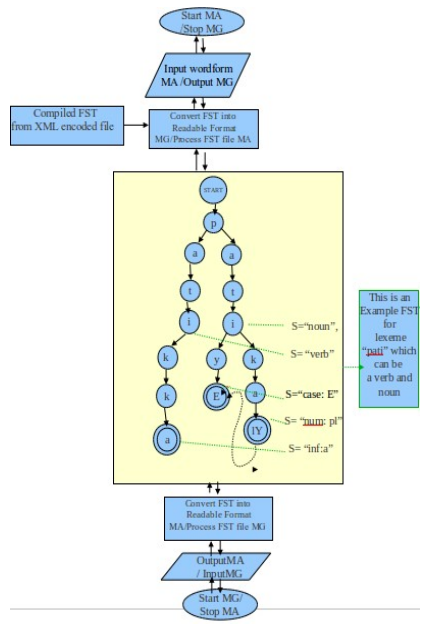 Start MA
/Stop MG
Input wordform
MA /Output MG
Compiled FST
from XML encoded file
Convert FST into
Readable Format
MG/Process FST file MA
START
p
a a
t t
i i
S=“noun”,
S= “verb”
k y k
k E a
S=“case: E”
a lY
S= “num: pl”
S= “inf:a”
This is an
Example FST
for
lexeme
“pati” which
can be
a verb and
noun
Convert FST into
Readable Format
MA/Process FST file MG
OutputMA
/ InputMG
Start MG/
Stop MA